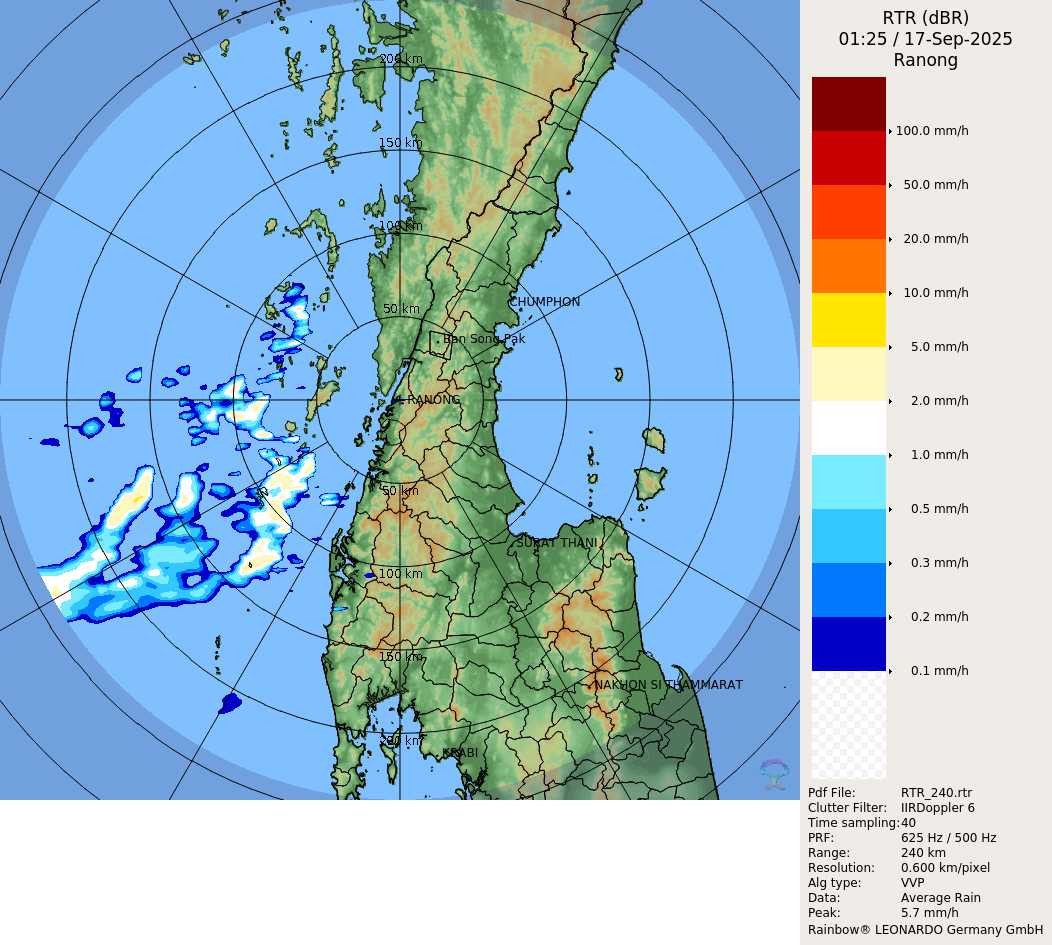 RTR (dBR)
01:25 / 17-Sep-2025
Ranong
200 km
150 km
100 km
50 km
CHUMPHON
Ban Song Pak
RANONG
50 km
SURAT THANI
100 km
150 km
NAKHON SI THAMMARAT
200 km
KRABI
100.0 mm/h
50.0 mm/h
20.0 mm/h
10.0 mm/h
5.0 mm/h
2.0 mm/h
1.0 mm/h
0.5 mm/h
0.3 mm/h
0.2 mm/h
0.1 mm/h
Pdf File: RTR_240.rtr
Clutter Filter: IIRDoppler 6
Time sampling: 40
PRF: 625 Hz / 500 Hz
Range: 240 km
Resolution: 0.600 km/pixel
Alg type: VVP
Data: Average Rain
Peak: 5.7 mm/h
Rainbow® LEONARDO Germany GmbH